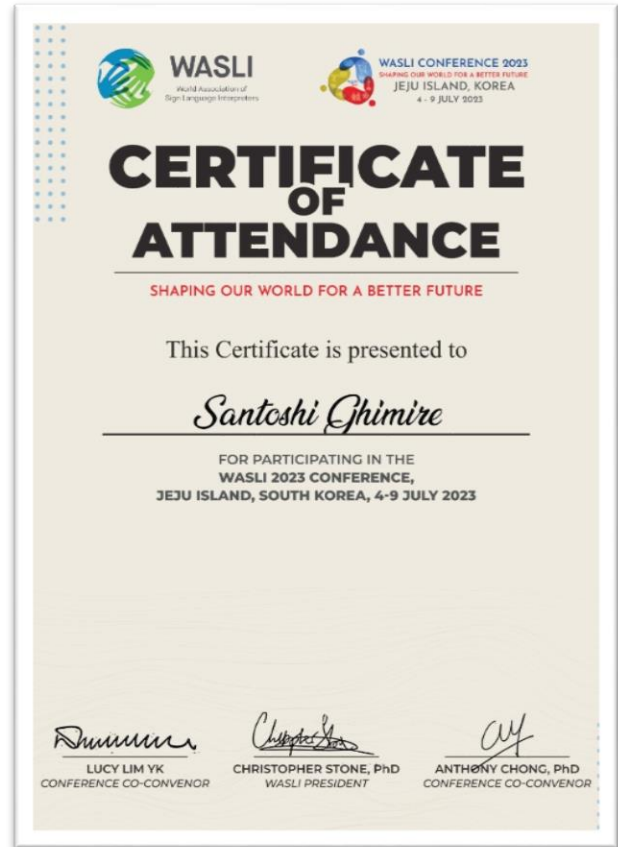 WASLI
World Association of
Sign Language Interpreters
WASLI CONFERENCE 2023
SHAPING OUR WORLD FOR A BETTER FUTURE
JEJU ISLAND, KOREA
4 - 9 JULY 2023
CERTIFICATE
OF
ATTENDANCE
SHAPING OUR WORLD FOR A BETTER FUTURE
This Certificate is presented to
Santoshi Ghimire
FOR PARTICIPATING IN THE
WASLI 2023 CONFERENCE,
JEJU ISLAND, SOUTH KOREA, 4-9 JULY 2023
LUCY LIM YK
CONFERENCE CO-CONVENOR
CHRISTOPHER STONE, PhD
WASLI PRESIDENT
ANTHONY CHONG, PhD
CONFERENCE CO-CONVENOR